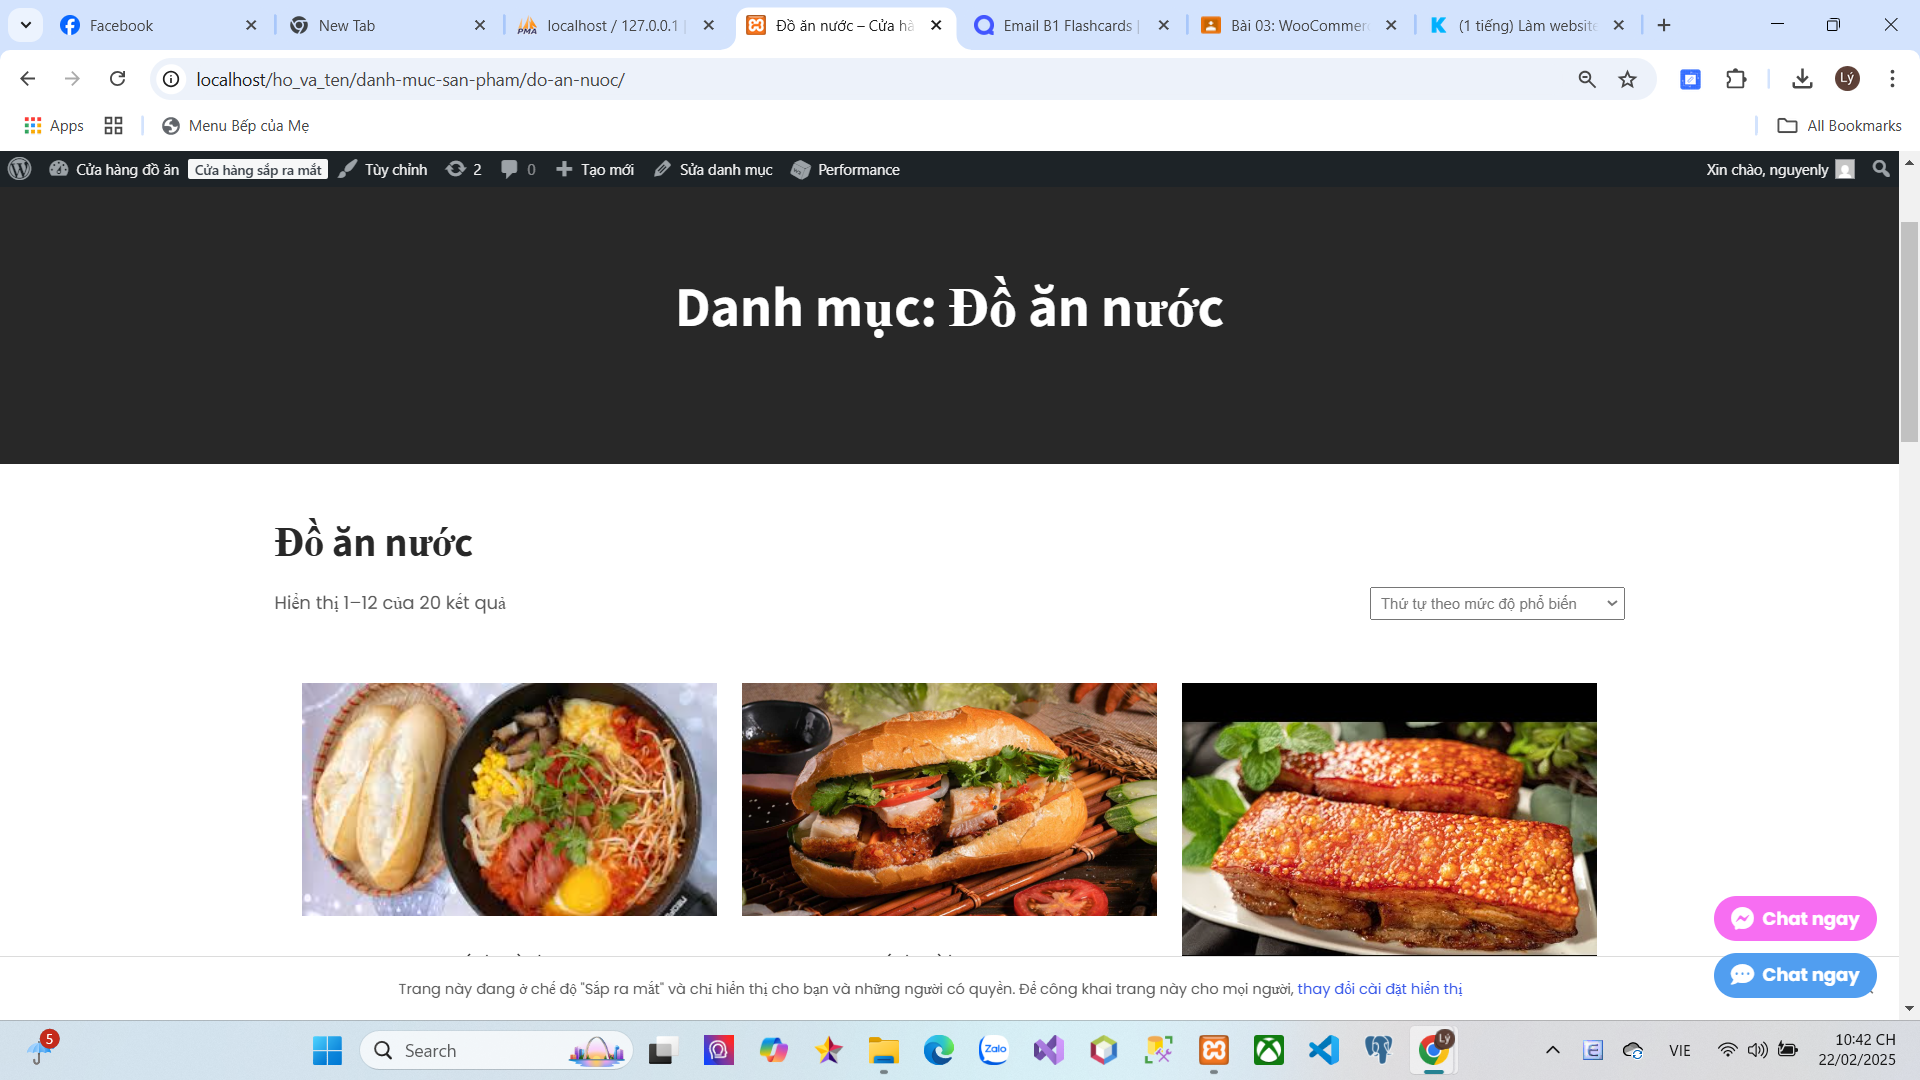 Facebook
New Tab
localhost / 127.0.0.1 |
Đồ ăn nước – Cửa hà
Email B1 Flashcards |
Bài 03: WooCommer
(1 tiếng) Làm website
localhost/ho_va_ten/danh-muc-san-pham/do-an-nuoc/
Lý
Apps
Menu Bếp của Mẹ
All Bookmarks
Cửa hàng đồ ăn
Cửa hàng sắp ra mắt
Tùy chỉnh
2
0
Tạo mới
Sửa danh mục
Performance
Xin chào, nguyenly
Danh mục: Đồ ăn nước
Đồ ăn nước
Hiển thị 1–12 của 20 kết quả
Thứ tự theo mức độ phổ biến
Chat ngay
Chat ngay
Trang này đang ở chế độ "Sắp ra mắt" và chỉ hiển thị cho bạn và những người có quyền. Để công khai trang này cho mọi người, thay đổi cài đặt hiển thị
5
Search
Zalo
Lý
VIE
10:42 CH
22/02/2025